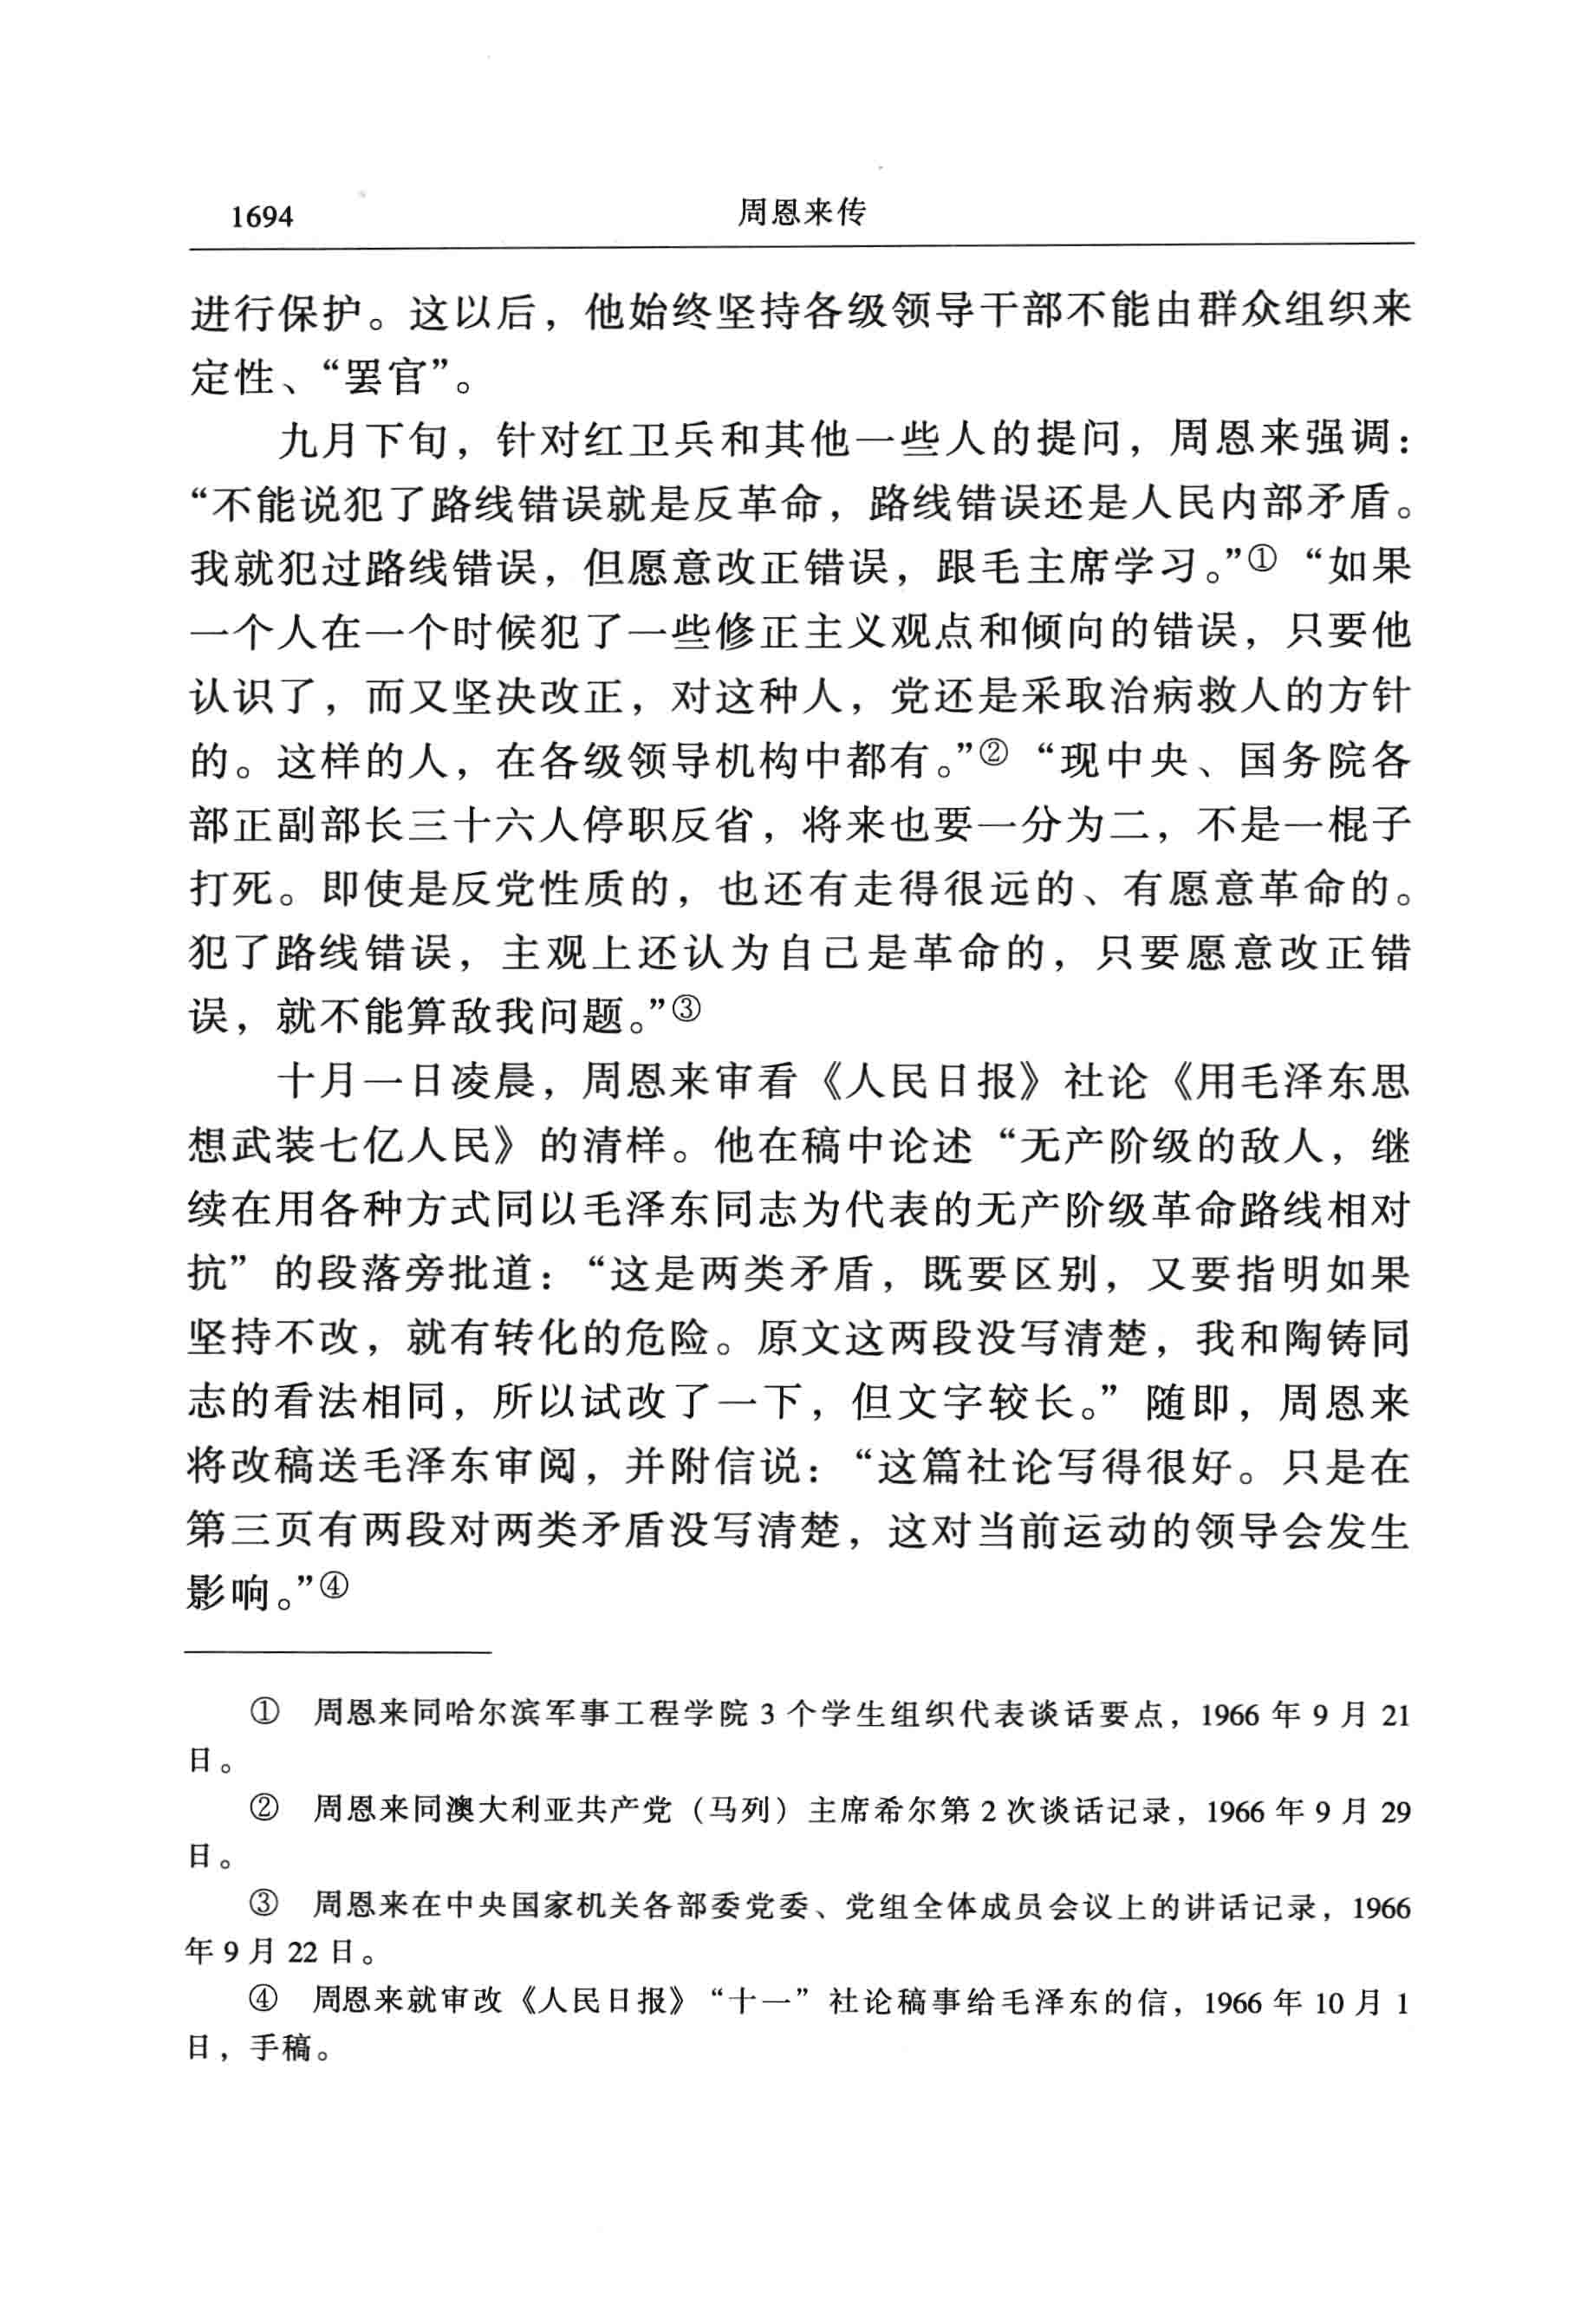 1694
周恩来传
进行保护。这以后，他始终坚持各级领导干部不能由群众组织来
定性、“罢官”。
九月下旬，针对红卫兵和其他一些人的提问，周恩来强调：
“不能说犯了路线错误就是反革命，路线错误还是人民内部矛盾。
我就犯过路线错误，但愿意改正错误，跟毛主席学习。”① “如果
一个人在一个时候犯了一些修正主义观点和倾向的错误，只要他
认识了，而又坚决改正，对这种人，党还是采取治病救人的方针
的。这样的人，在各级领导机构中都有。”② “现中央、国务院各
部正副部长三十六人停职反省，将来也要一分为二，不是一棍子
打死。即使是反党性质的，也还有走得很远的、有愿意革命的。
犯了路线错误，主观上还认为自己是革命的，只要愿意改正错
误，就不能算敌我问题。”③
十月一日凌晨，周恩来审看《人民日报》社论《用毛泽东思
想武装七亿人民》的清样。他在稿中论述“无产阶级的敌人，继
续在用各种方式同以毛泽东同志为代表的无产阶级革命路线相对
抗”的段落旁批道：“这是两类矛盾，既要区别，又要指明如果
坚持不改，就有转化的危险。原文这两段没写清楚，我和陶铸同
志的看法相同，所以试改了一下，但文字较长。”随即，周恩来
将改稿送毛泽东审阅，并附信说：“这篇社论写得很好。只是在
第三页有两段对两类矛盾没写清楚，这对当前运动的领导会发生
影响。”④
① 周恩来同哈尔滨军事工程学院 3 个学生组织代表谈话要点，1966 年 9 月 21
日。
② 周恩来同澳大利亚共产党（马列）主席希尔第 2 次谈话记录，1966 年 9 月 29
日。
③ 周恩来在中央国家机关各部委党委、党组全体成员会议上的讲话记录，1966
年 9 月 22 日。
④ 周恩来就审改《人民日报》“十一”社论稿事给毛泽东的信，1966 年 10 月 1
日，手稿。